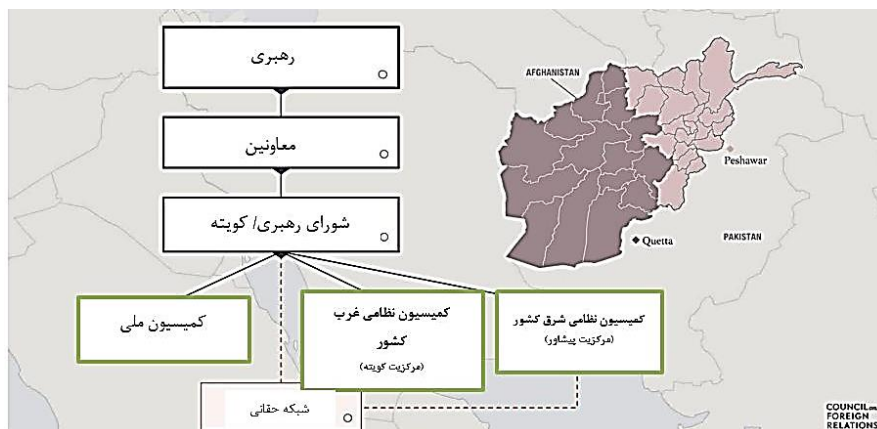 رهبری
معاونین
شورای رهبری/ کویته
کمیسیون ملی
کمیسیون نظامی غرب
کشور
(مرکزیت کویته)
کمیسیون نظامی شرق کشور
(مرکزیت پیشاور)
شبکه حقانی
AFGHANISTAN
Peshawar
Quetta
PAKISTAN
COUNCIL on
FOREIGN
RELATIONS